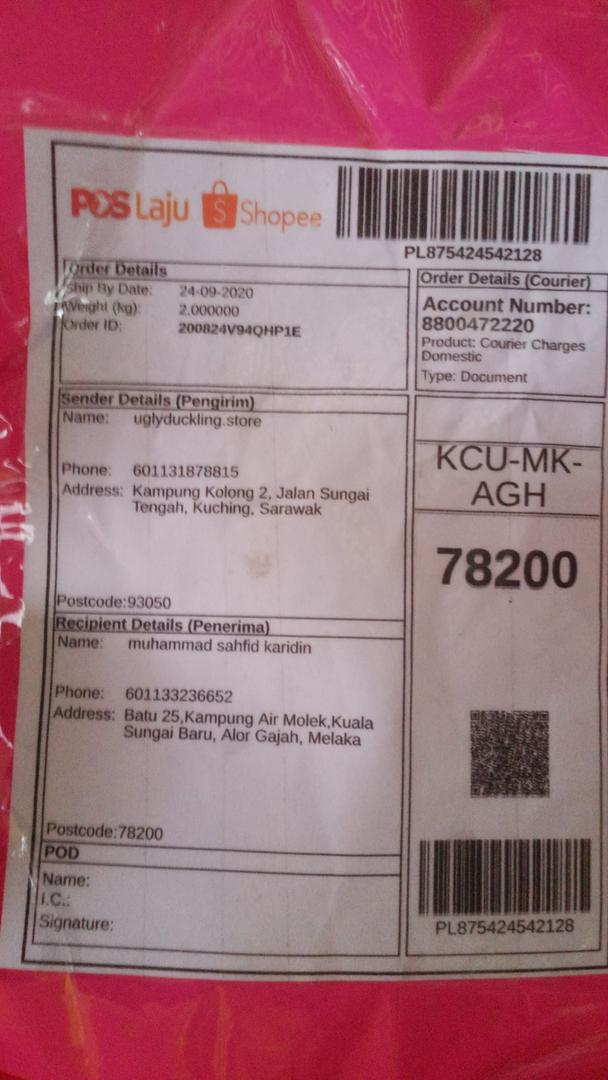 POS Laju Shopee
PL875424542128
Order Details
Ship By Date: 24-09-2020
Weight (kg): 2.000000
Order ID: 200824V94QHP1E
Order Details (Courier)
Account Number:
8800472220
Product: Courier Charges
Domestic
Type: Document
Sender Details (Pengirim)
Name: uglyduckling.store
Phone: 601131878815
Address: Kampung Kolong 2, Jalan Sungai
Tengah, Kuching, Sarawak
Postcode:93050
KCU-MK-
AGH
78200
Recipient Details (Penerima)
Name: muhammad sahfid karidin
Phone: 601133236652
Address: Batu 25,Kampung Air Molek,Kuala
Sungai Baru, Alor Gajah, Melaka
Postcode:78200
POD
Name:
I.C.:
Signature:
PL875424542128